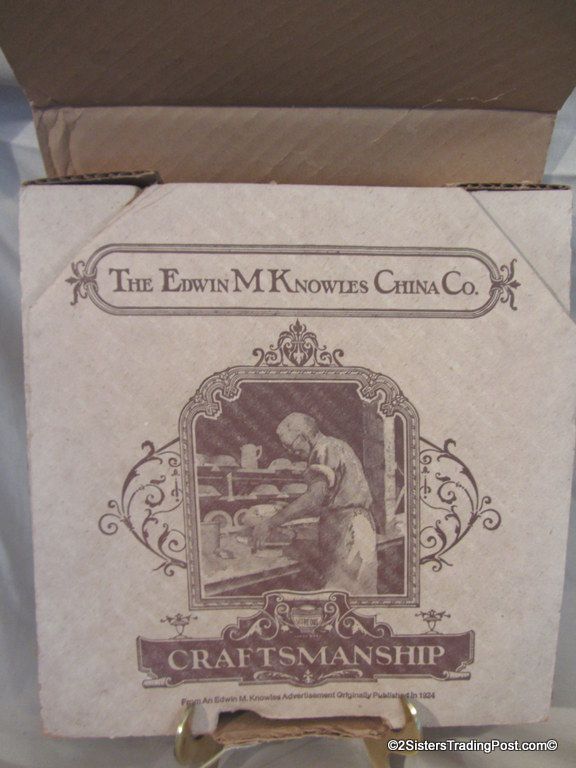 THE EDWIN M KNOWLES CHINA CO.
CRAFTSMANSHIP
From An Edwin M. Knowles Advertisement Originally Published in 1924
©2SistersTradingPost.com©